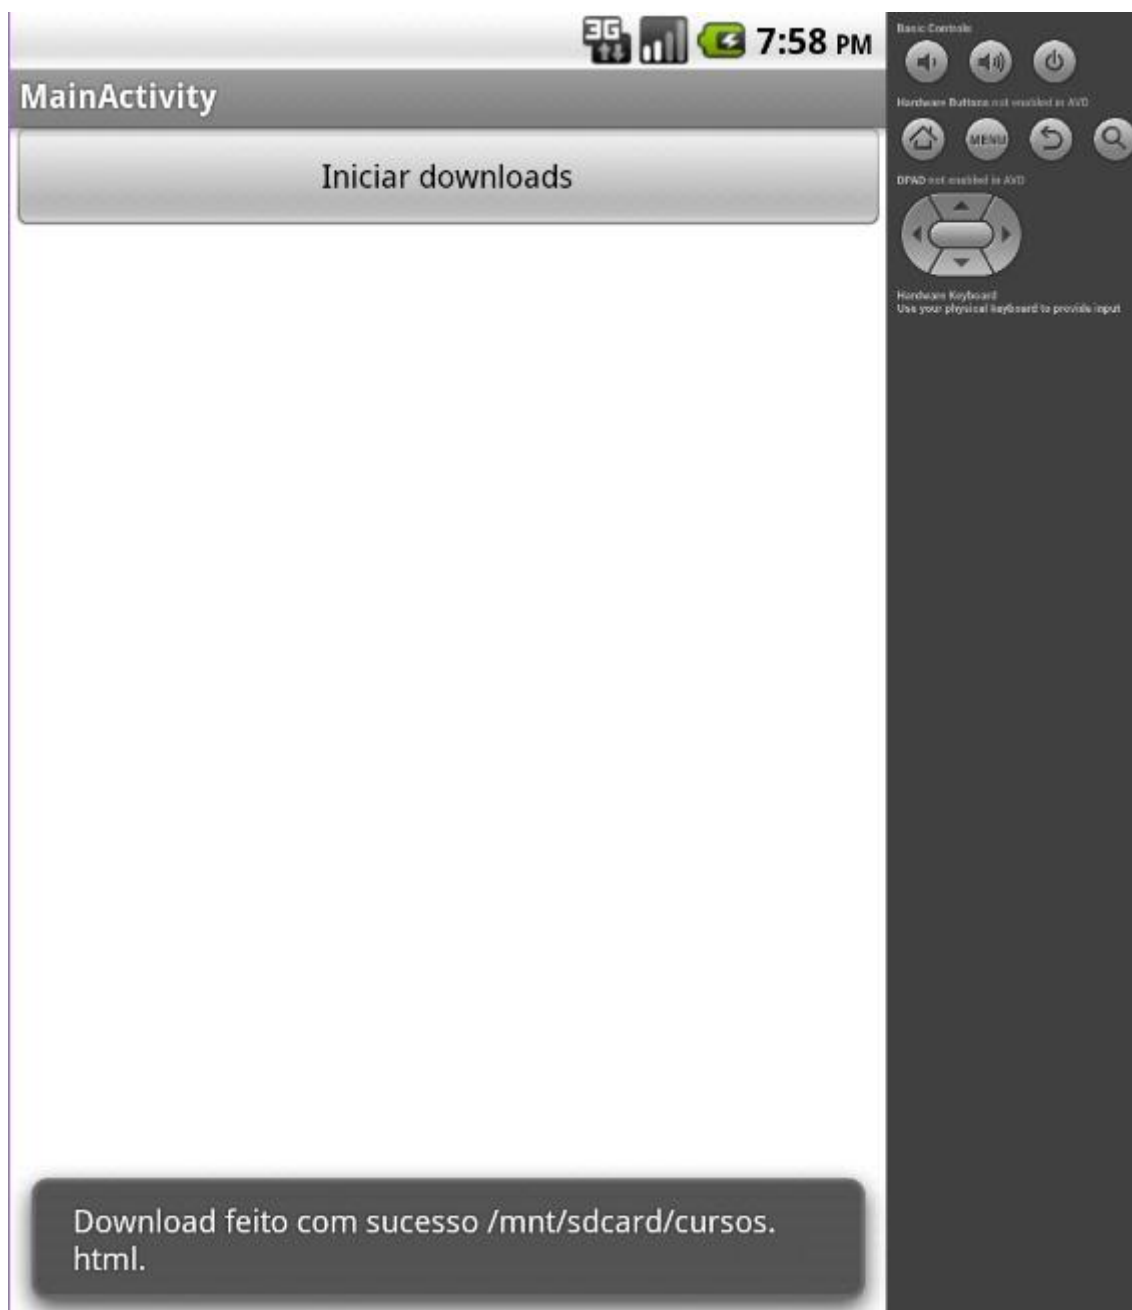 3G 7:58 PM
MainActivity
Iniciar downloads
Download feito com sucesso /mnt/sdcard/cursos.
html.
Basic Controls
Hardware Buttons not enabled in AVD
MENU
DPAD not enabled in AVD
Hardware Keyboard
Use your physical keyboard to provide input